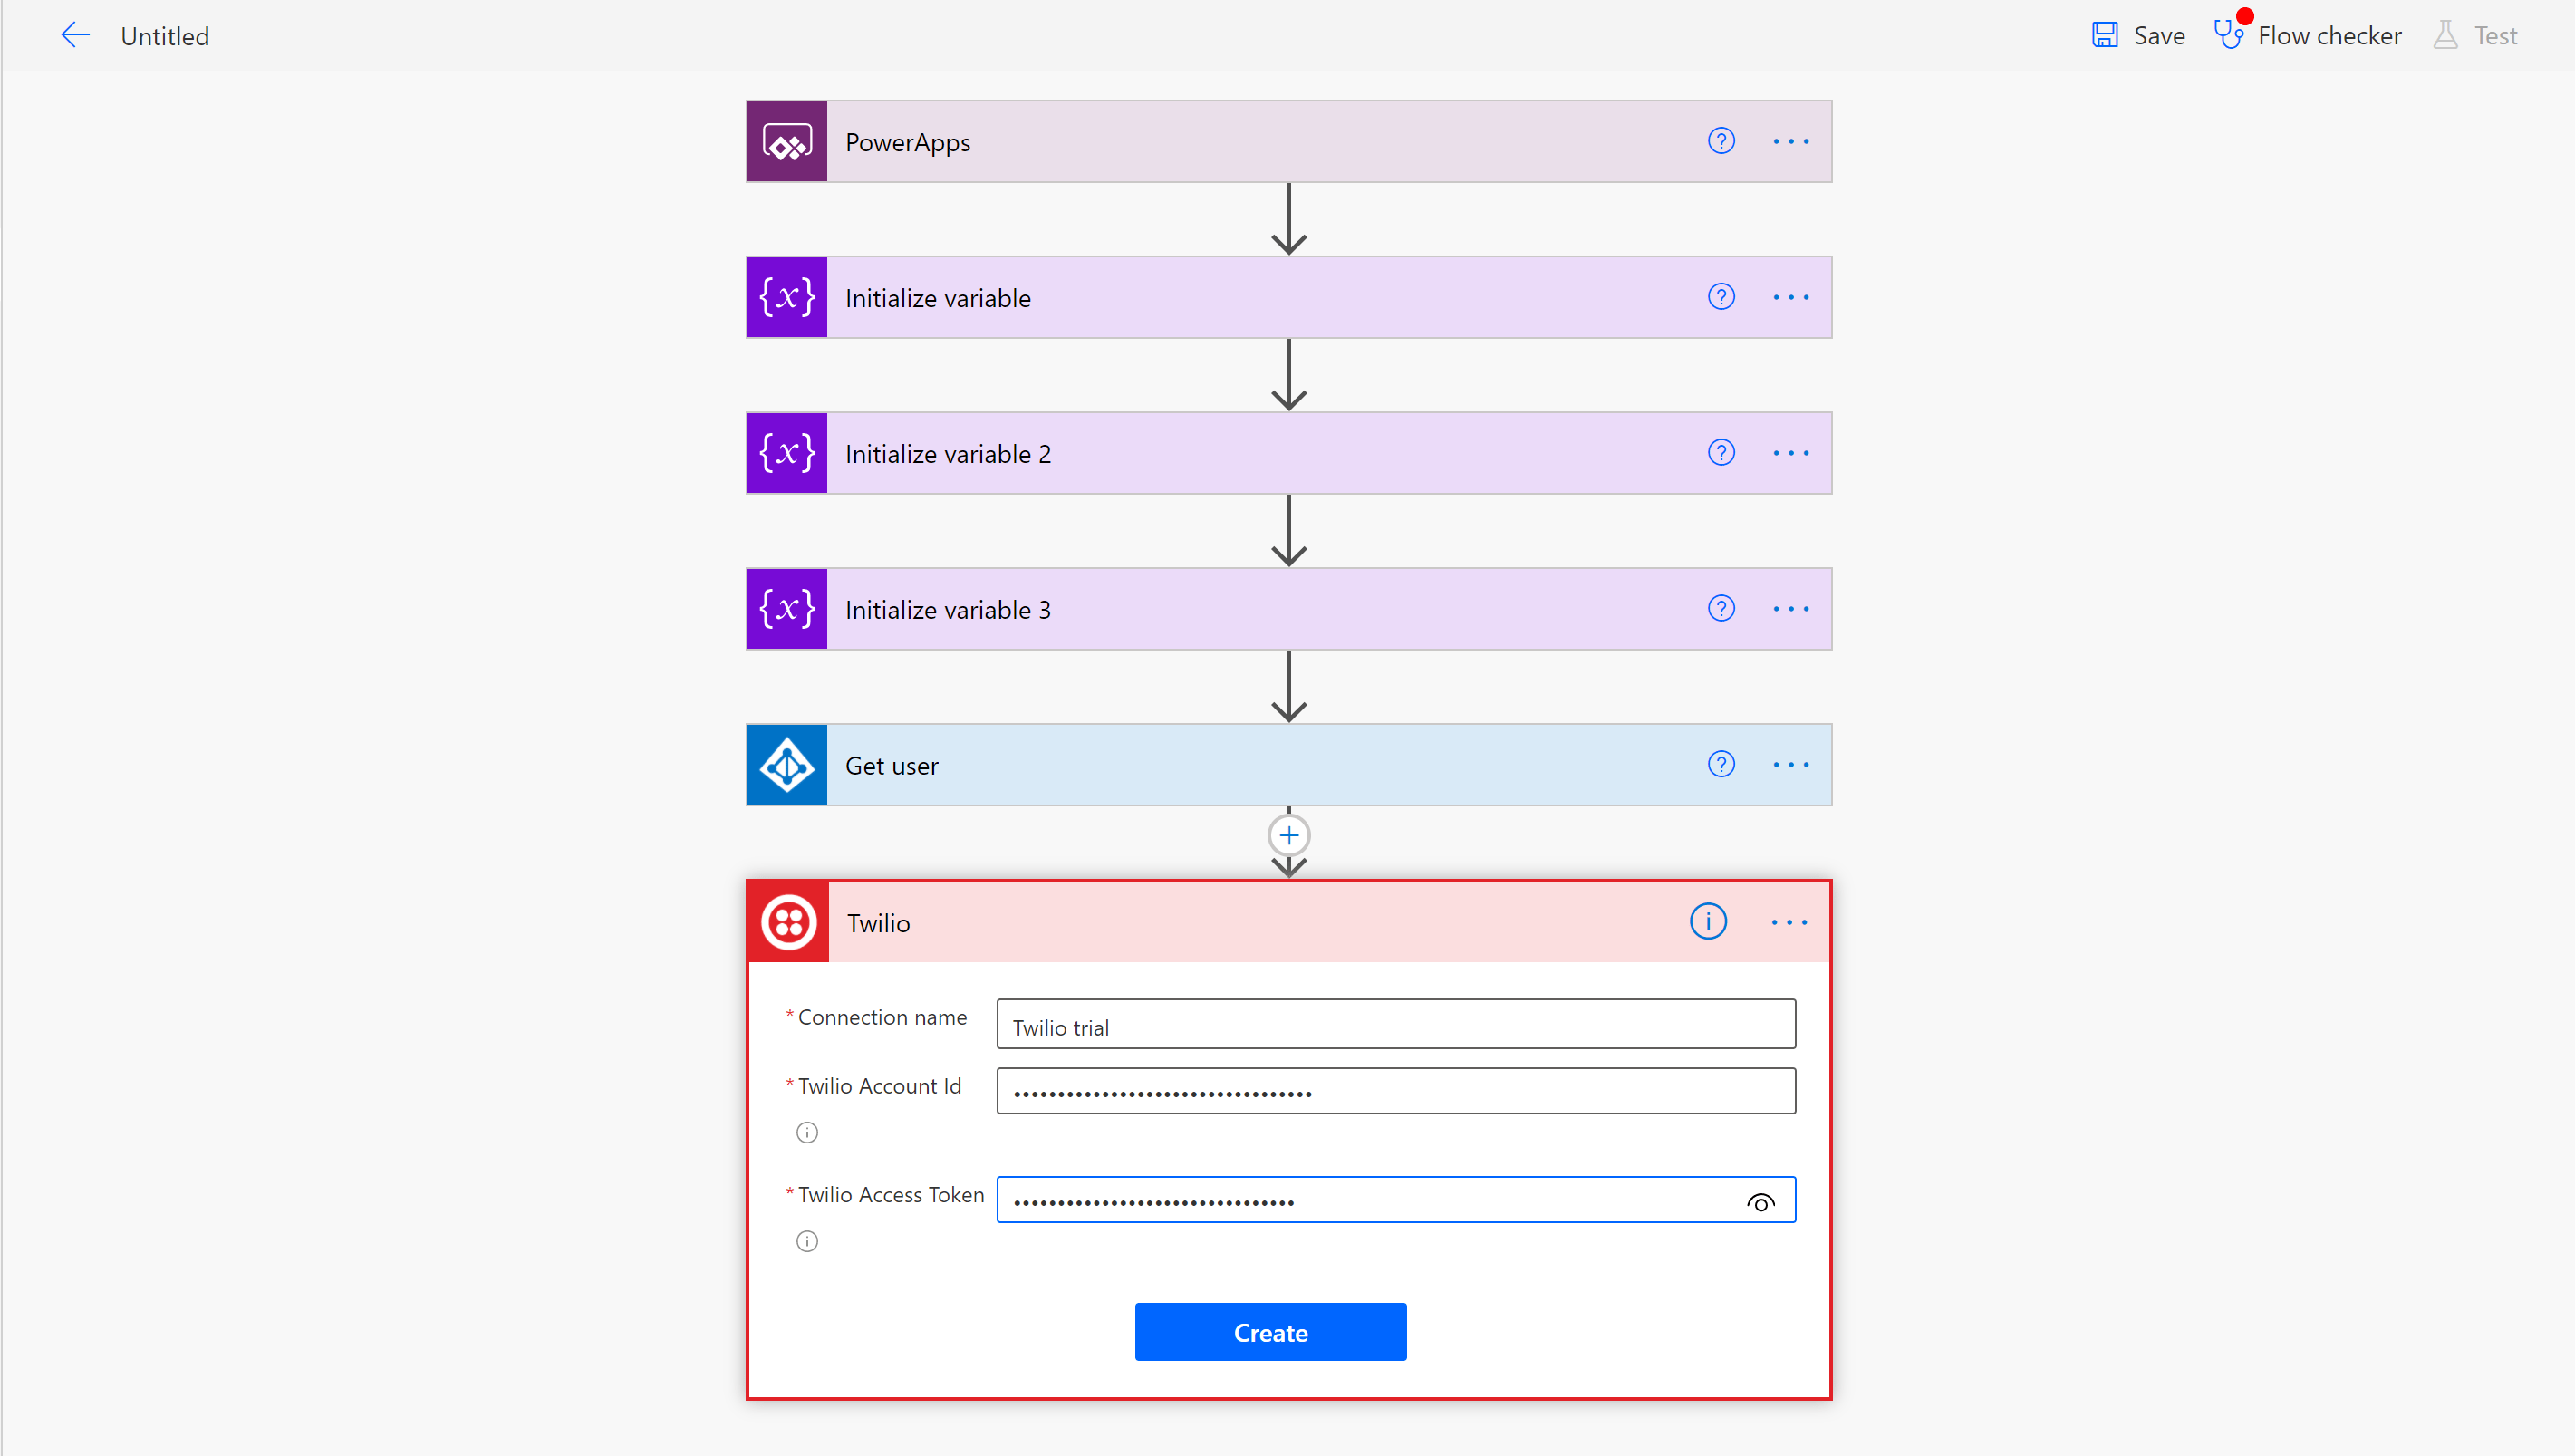 Untitled
Save
Flow checker
Test
PowerApps
Initialize variable
Initialize variable 2
Initialize variable 3
Get user
Twilio
* Connection name
Twilio trial
* Twilio Account Id
••••••••••••••••••••••••••••••••••
* Twilio Access Token
••••••••••••••••••••••••••••••••
Create